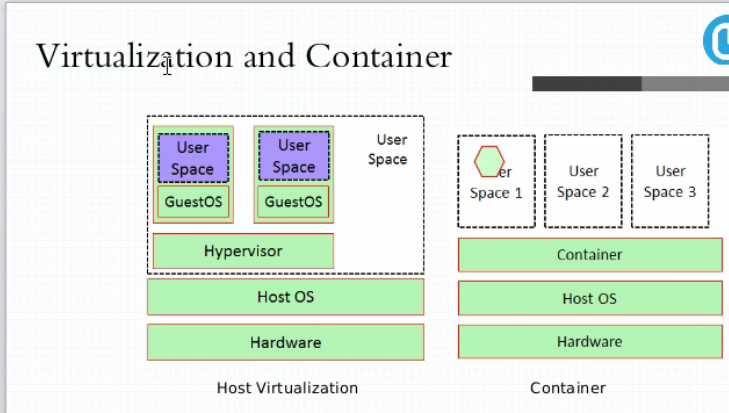 Virtualization and Container
User
Space
User
Space
User
Space
GuestOS
GuestOS
Hypervisor
Host OS
Hardware
Host Virtualization
er
Space 1
User
Space 2
User
Space 3
Container
Host OS
Hardware
Container